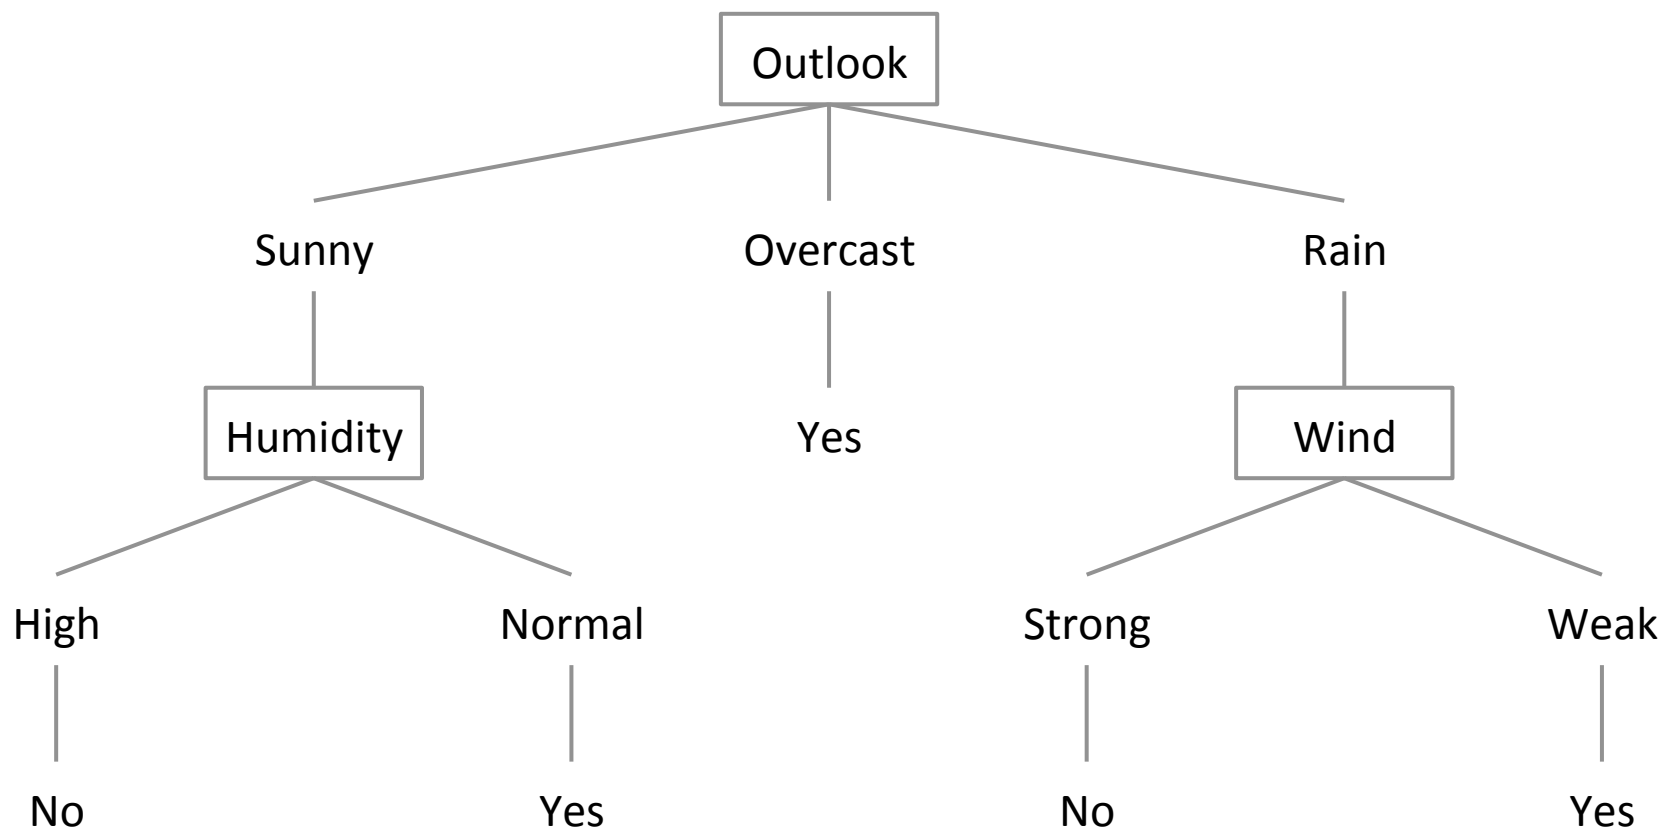 Outlook
Sunny Overcast Rain
Humidity Yes Wind
High Normal Strong Weak
No Yes No Yes